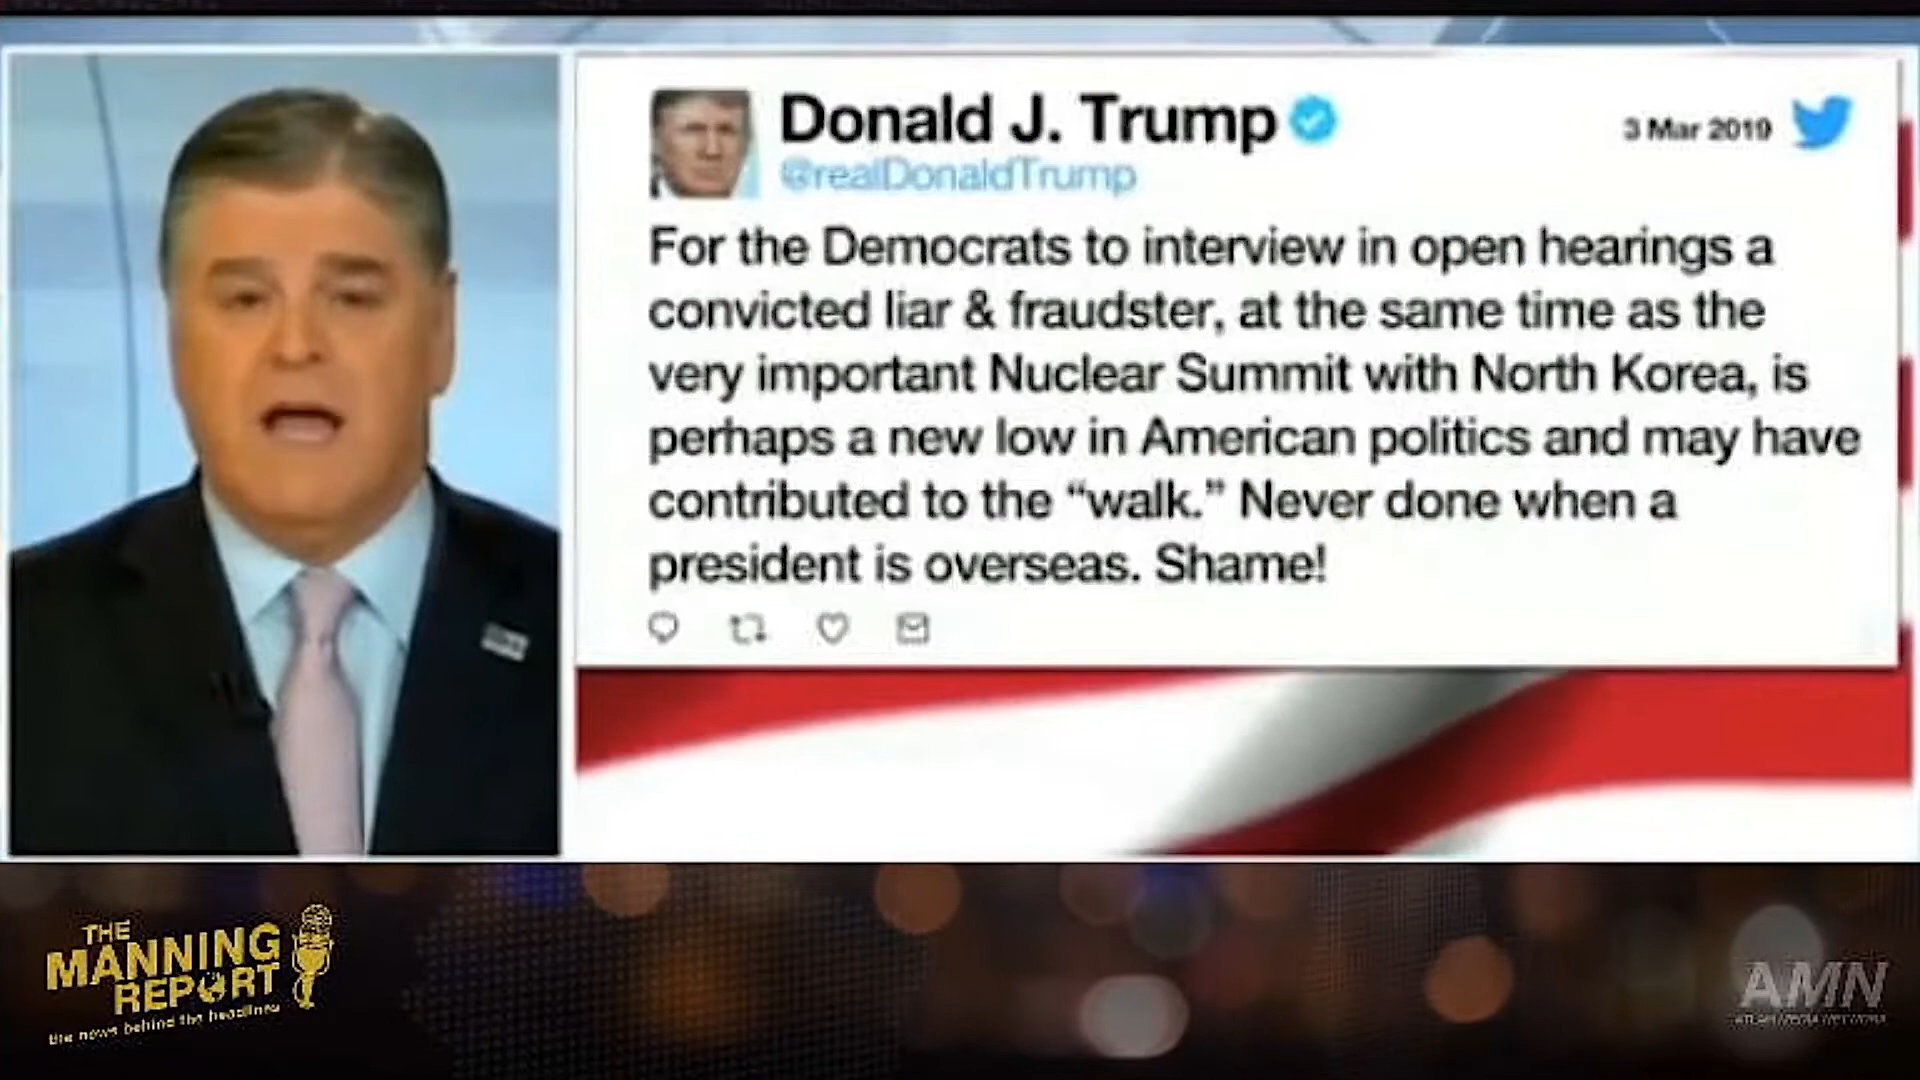 Donald J. Trump
3 Mar 2019
@realDonaldTrump
For the Democrats to interview in open hearings a
convicted liar & fraudster, at the same time as the
very important Nuclear Summit with North Korea, is
perhaps a new low in American politics and may have
contributed to the “walk.” Never done when a
president is overseas. Shame!
THE
MANNING
REPORT
the news behind the headlines
AMN